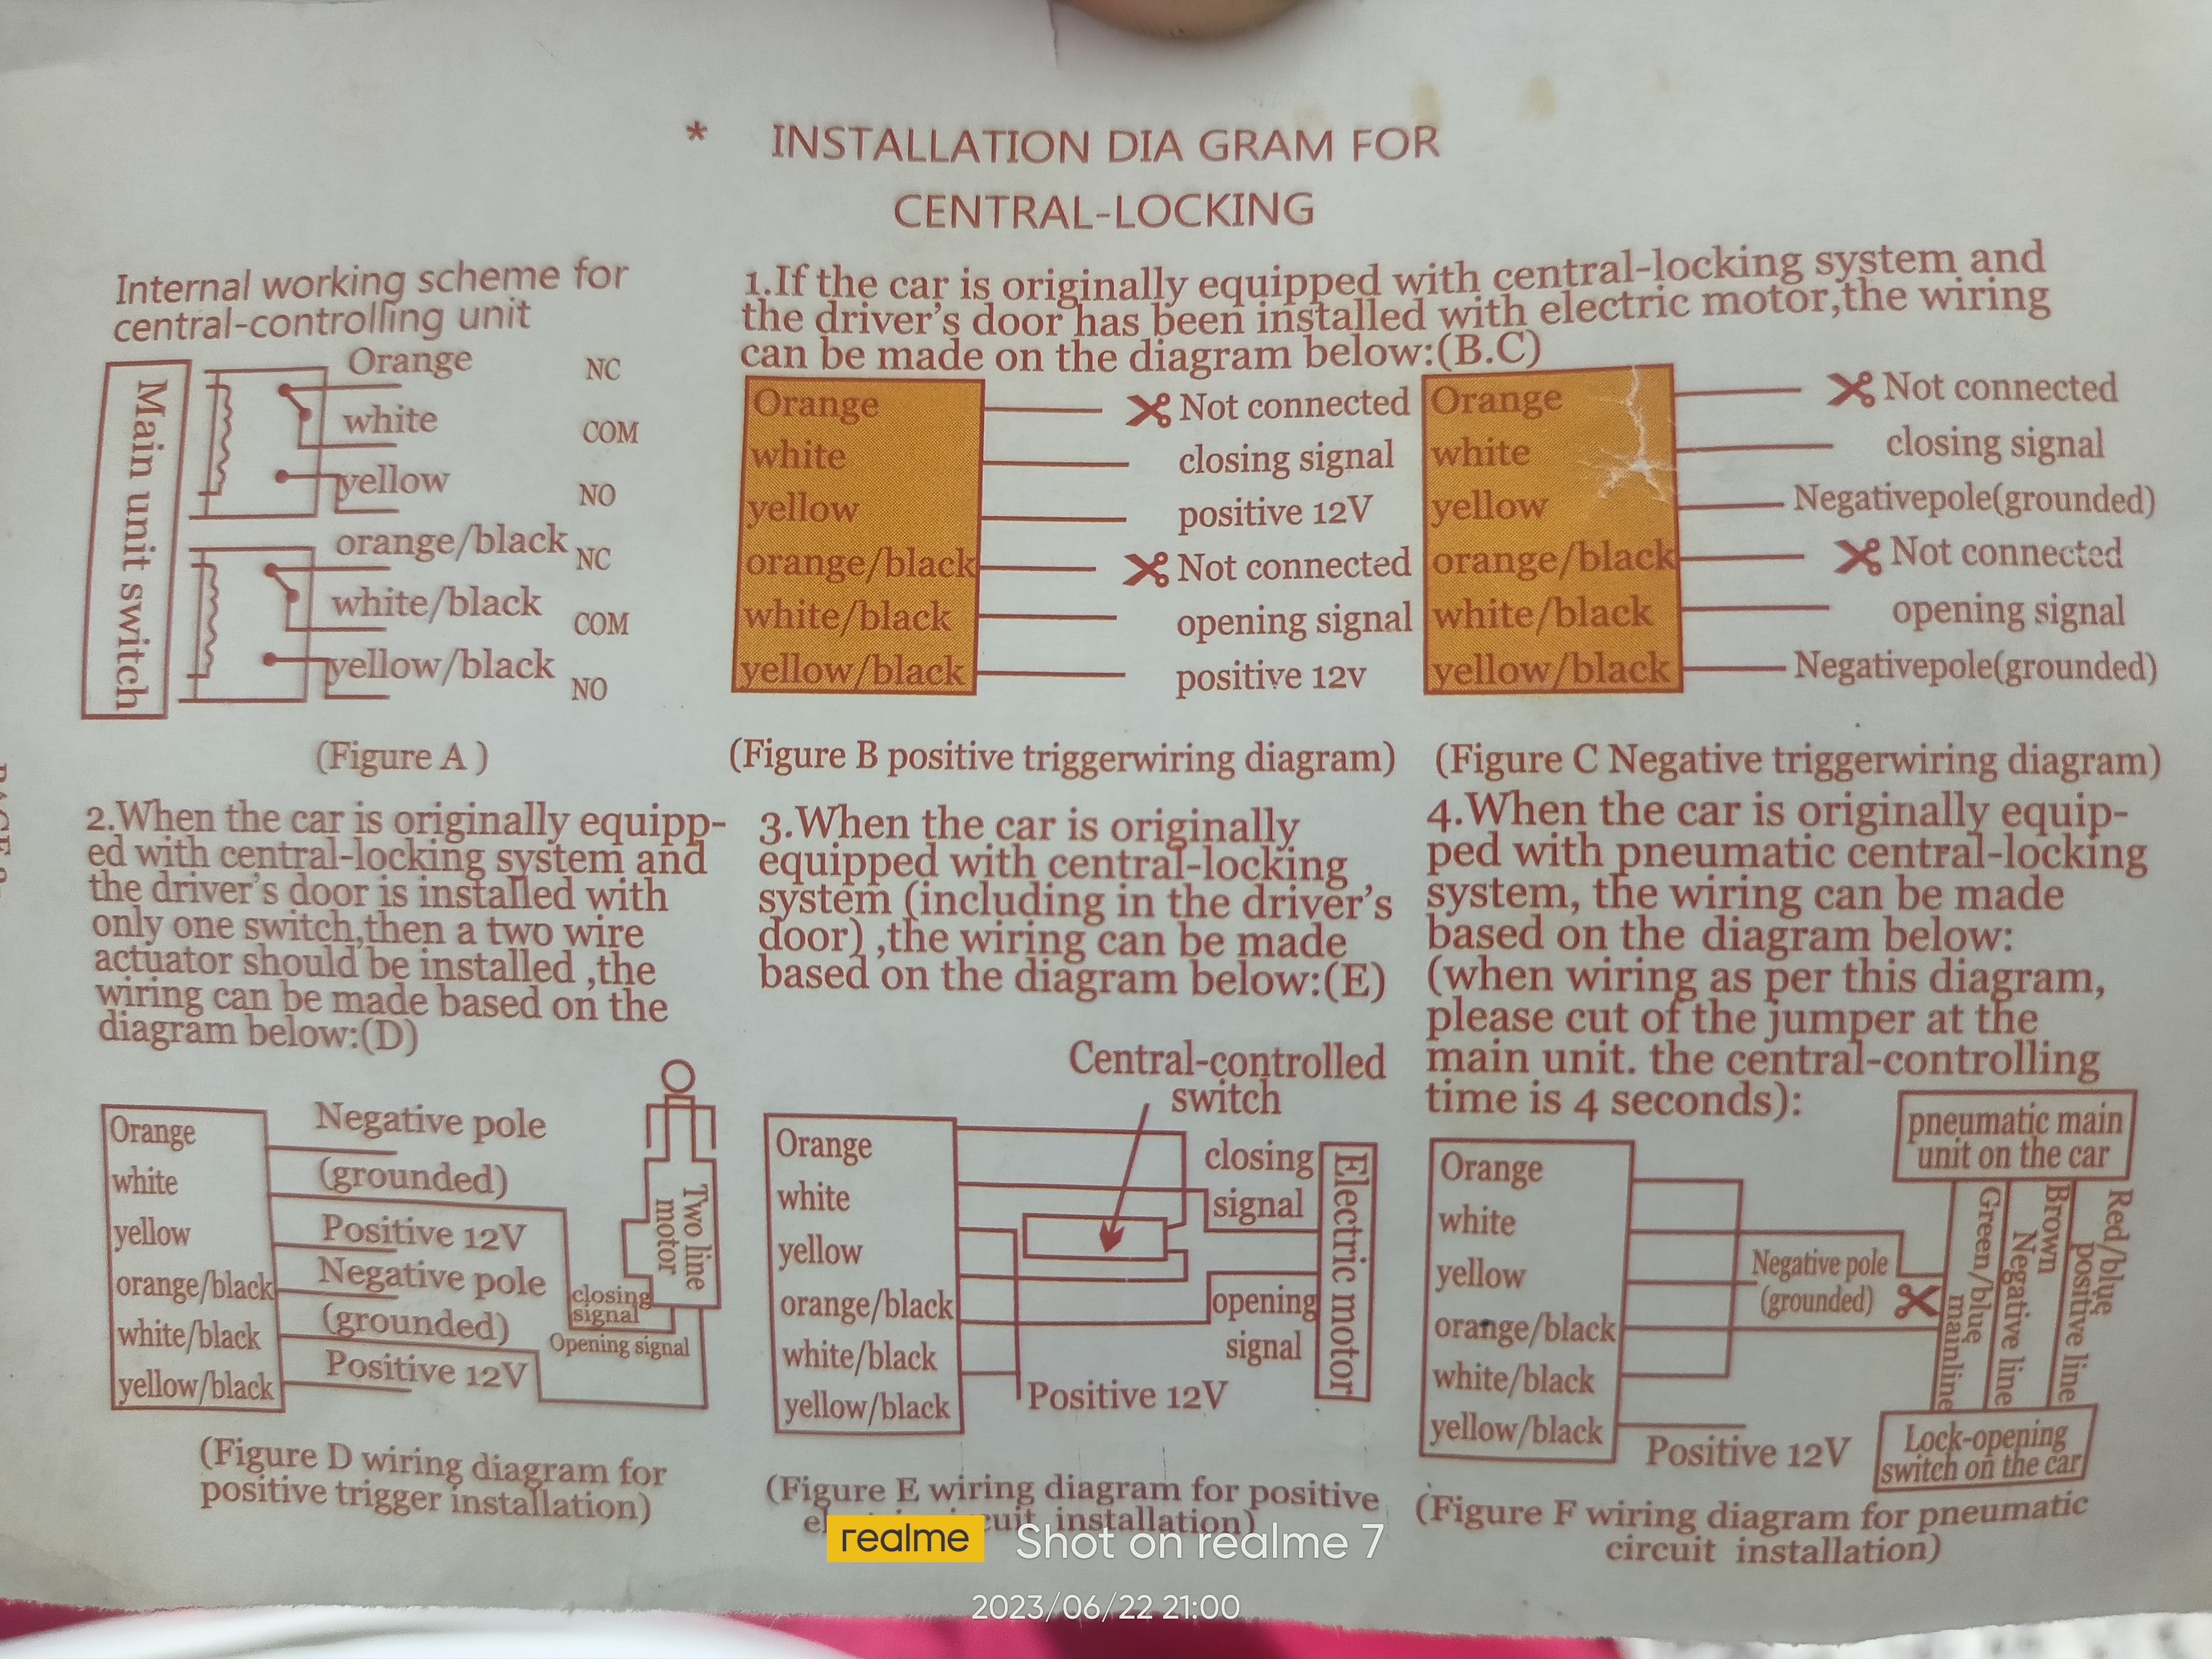 * INSTALLATION DIA GRAM FOR
CENTRAL-LOCKING
Internal working scheme for
central-controlling unit
Main unit switch
Orange NC
white COM
yellow NO
orange/black NC
white/black COM
yellow/black NO
(Figure A )
1.If the car is originally equipped with central-locking system and
the driver's door has been installed with electric motor,the wiring
can be made on the diagram below:(B.C)
Orange Not connected
white closing signal
yellow positive 12V
orange/black Not connected
white/black opening signal
yellow/black positive 12v
(Figure B positive triggerwiring diagram)
Orange Not connected
white closing signal
yellow Negativepole(grounded)
orange/black Not connected
white/black opening signal
yellow/black Negativepole(grounded)
(Figure C Negative triggerwiring diagram)
2.When the car is originally equipp-
ed with central-locking system and
the driver's door is installed with
only one switch,then a two wire
actuator should be installed ,the
wiring can be made based on the
diagram below:(D)
Orange
white
yellow
orange/black
white/black
yellow/black
Negative pole
(grounded)
Positive 12V
Negative pole
(grounded)
Positive 12V
Two line
motor
closing
signal
Opening signal
(Figure D wiring diagram for
positive trigger installation)
3.When the car is originally
equipped with central-locking
system (including in the driver's
door) ,the wiring can be made
based on the diagram below:(E)
Central-controlled
switch
Orange
white
yellow
orange/black
white/black
yellow/black
closing
signal
opening
signal
Electric motor
Positive 12V
(Figure E wiring diagram for positive
installation)
4.When the car is originally equip-
ped with pneumatic central-locking
system, the wiring can be made
based on the diagram below:
(when wiring as per this diagram,
please cut of the jumper at the
main unit. the central-controlling
time is 4 seconds):
pneumatic main
unit on the car
Orange
white
yellow
orange/black
white/black
yellow/black
Negative pole
(grounded)
Green/blue
mainline
Brown
Negative line
Red/blue
positive line
Positive 12V
Lock-opening
switch on the car
(Figure F wiring diagram for pneumatic
circuit installation)
realme Shot on realme 7
2023/06/22 21:00